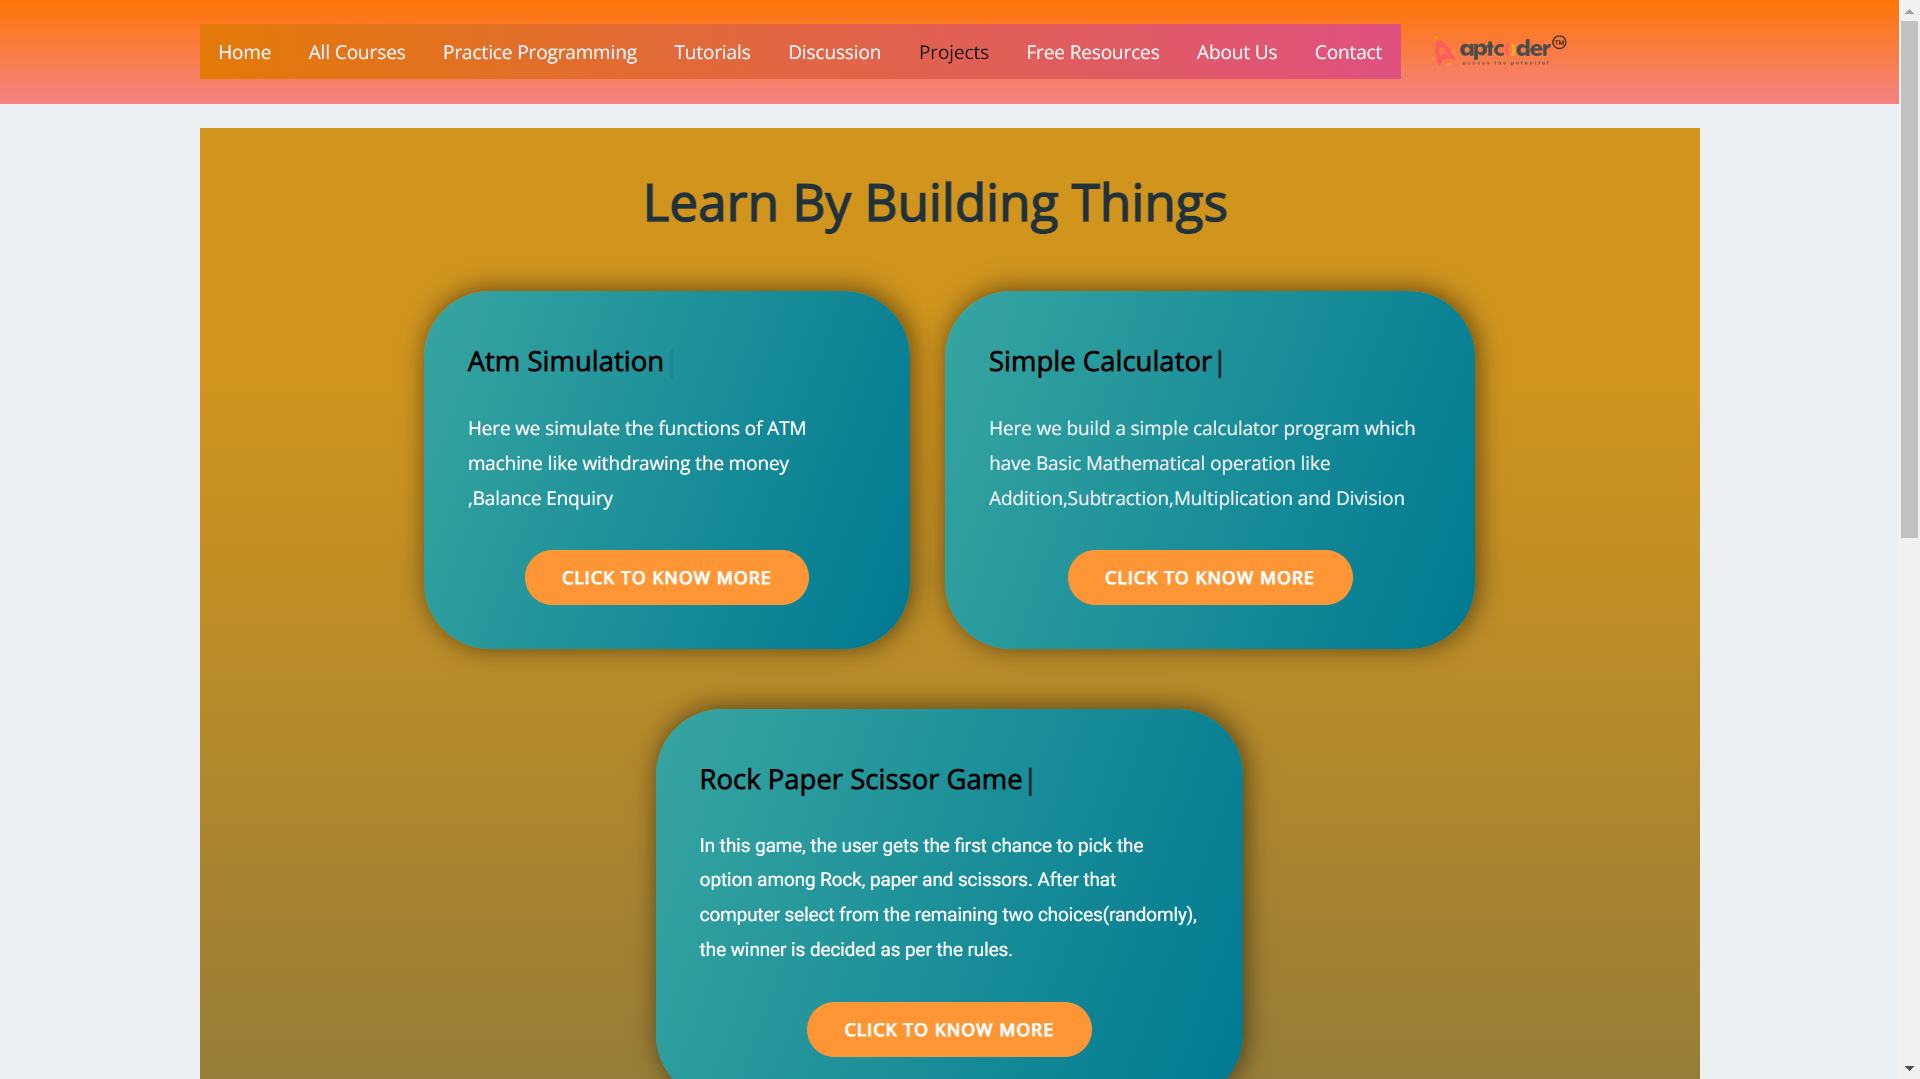 Home All Courses Practice Programming Tutorials Discussion Projects Free Resources About Us Contact aptcoder TM
access the potential
Learn By Building Things
Atm Simulation|
Here we simulate the functions of ATM
machine like withdrawing the money
,Balance Enquiry
CLICK TO KNOW MORE
Simple Calculator|
Here we build a simple calculator program which
have Basic Mathematical operation like
Addition,Subtraction,Multiplication and Division
CLICK TO KNOW MORE
Rock Paper Scissor Game|
In this game, the user gets the first chance to pick the
option among Rock, paper and scissors. After that
computer select from the remaining two choices(randomly),
the winner is decided as per the rules.
CLICK TO KNOW MORE